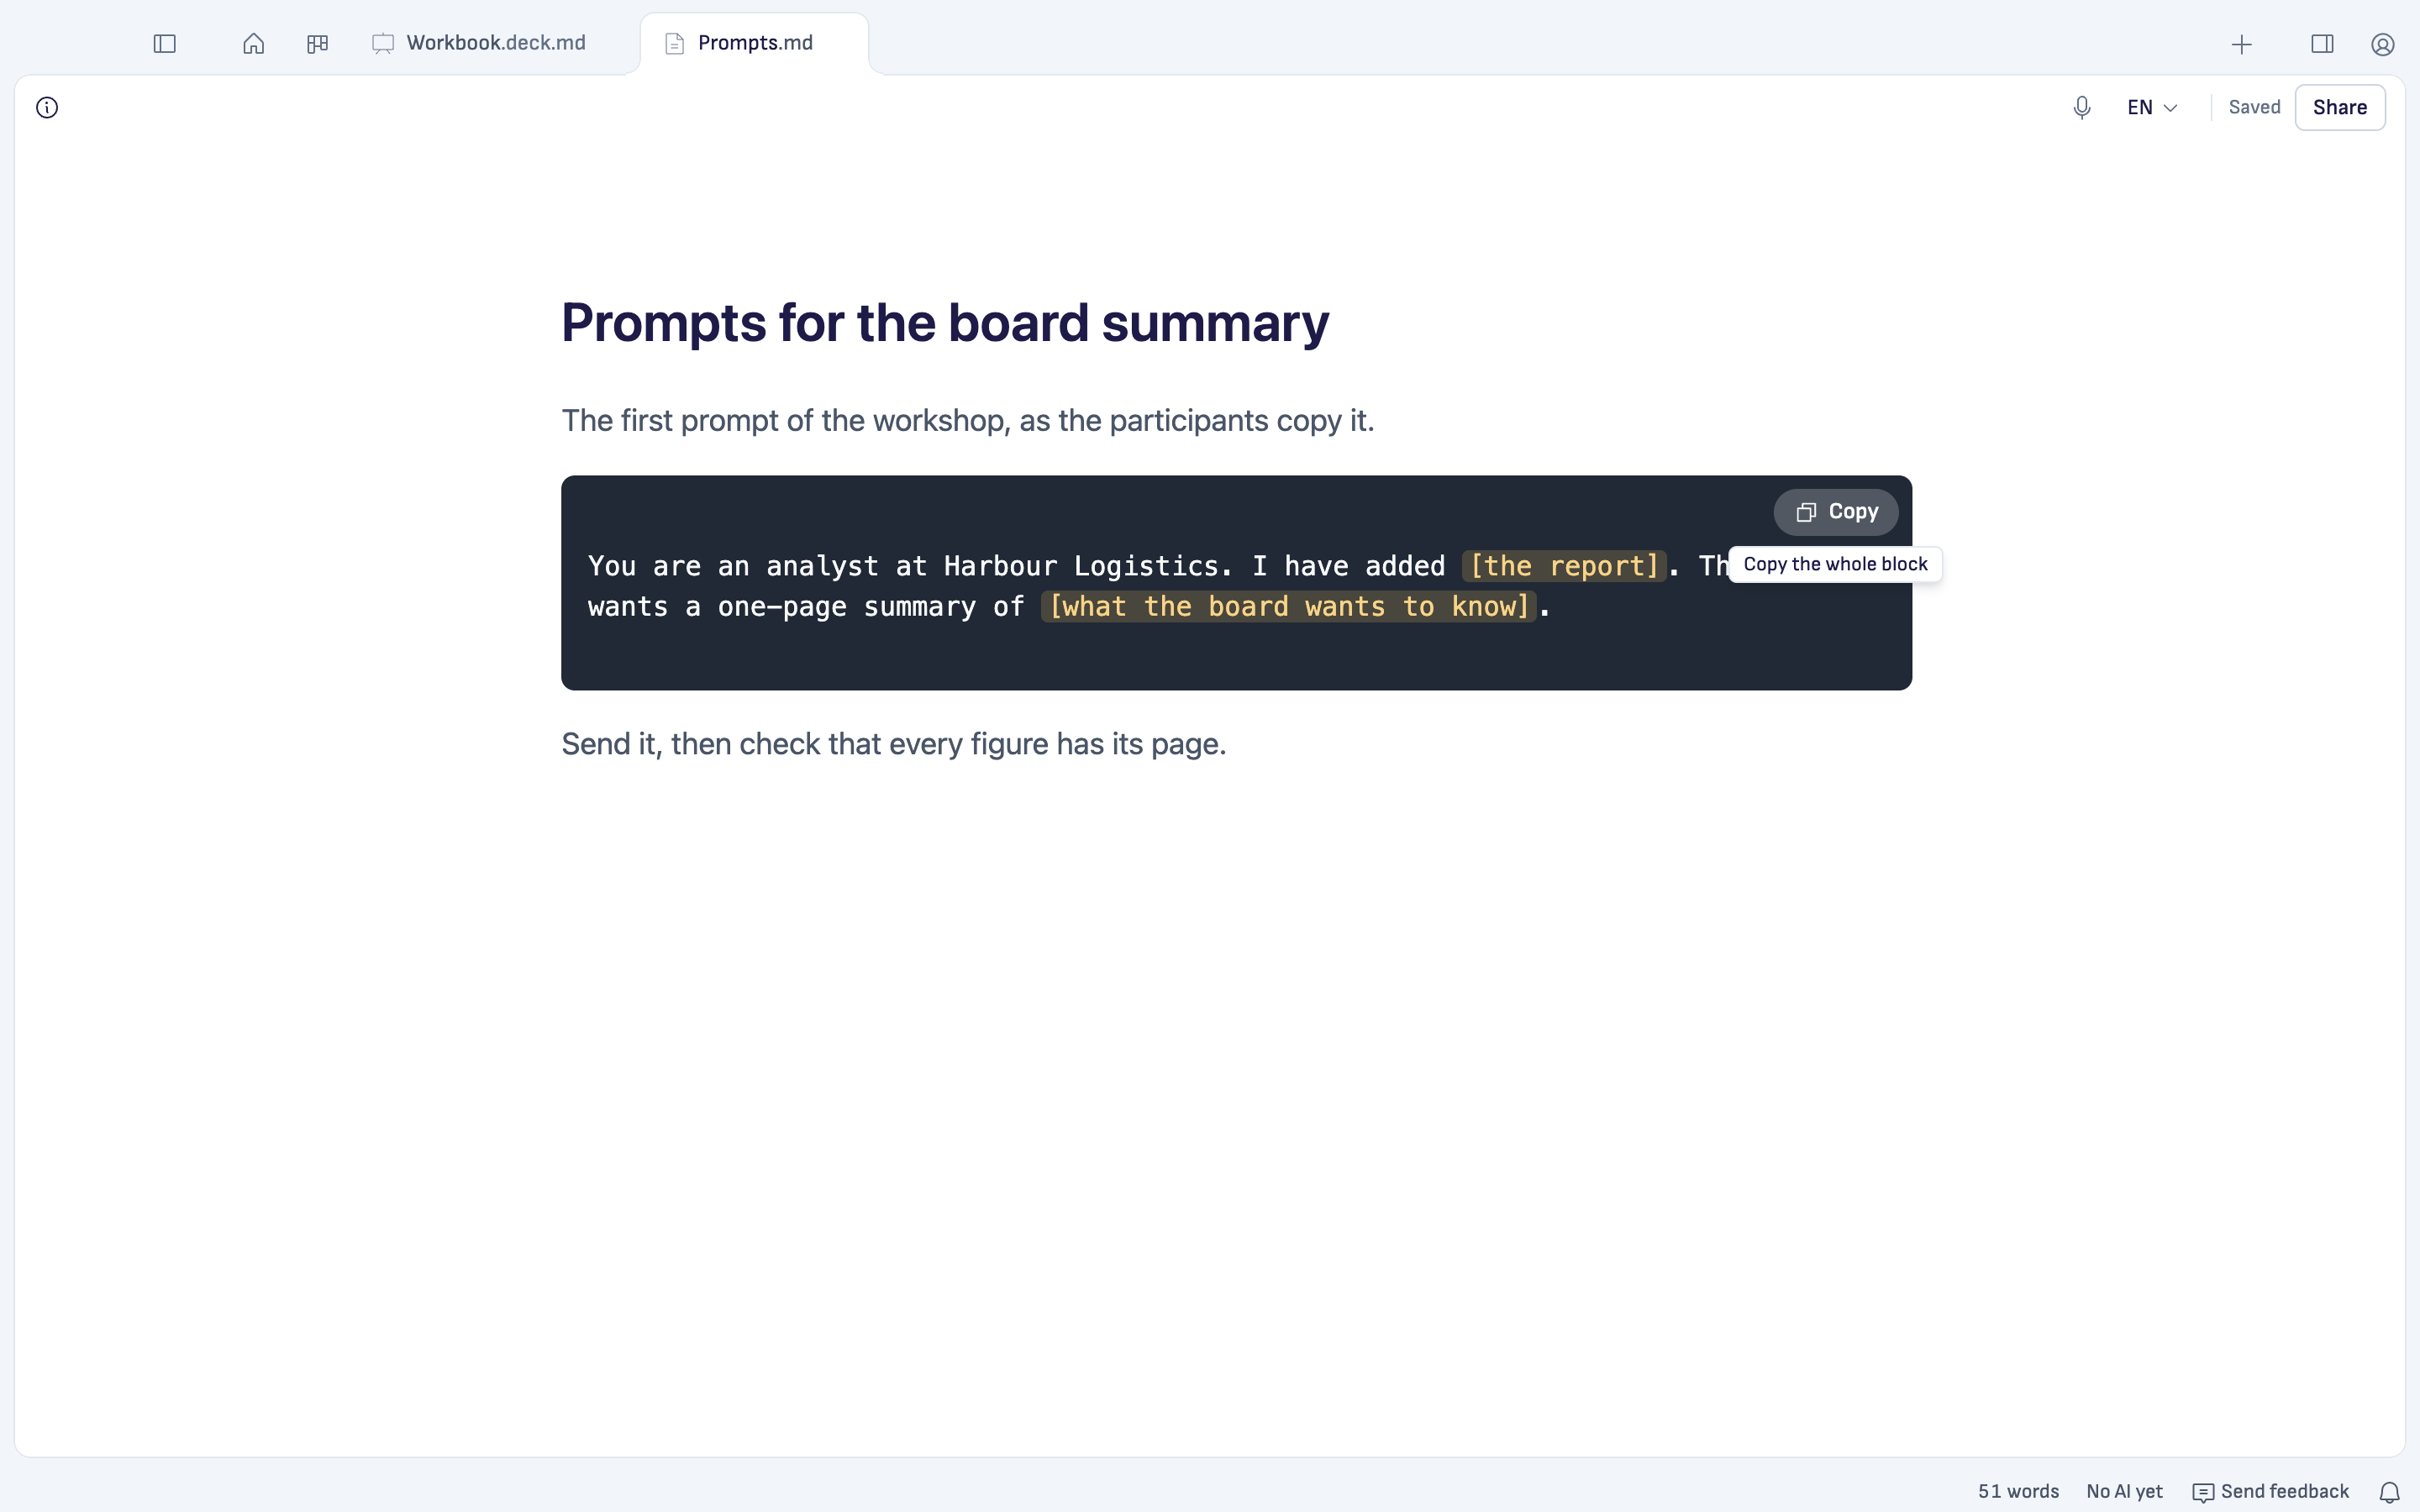 Workbook.deck.md
Prompts.md
EN
Saved
Share
Prompts for the board summary
The first prompt of the workshop, as the participants copy it.
Copy
You are an analyst at Harbour Logistics. I have added [the report]. Th
Copy the whole block
wants a one-page summary of [what the board wants to know].
Send it, then check that every figure has its page.
51 words
No AI yet
Send feedback